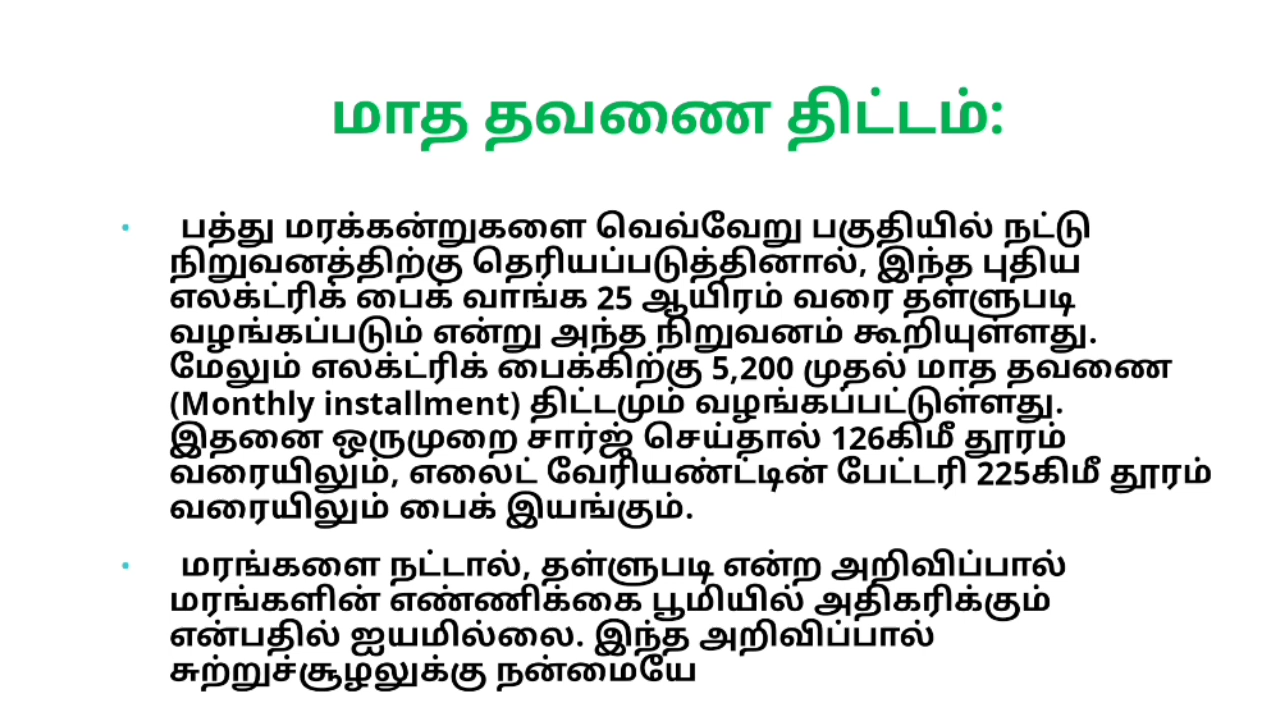 மாத தவணை திட்டம்:
• பத்து மரக்கன்றுகளை வெவ்வேறு பகுதியில் நட்டு
நிறுவனத்திற்கு தெரியப்படுத்தினால், இந்த புதிய
எலக்ட்ரிக் பைக் வாங்க 25 ஆயிரம் வரை தள்ளுபடி
வழங்கப்படும் என்று அந்த நிறுவனம் கூறியுள்ளது.
மேலும் எலக்ட்ரிக் பைக்கிற்கு 5,200 முதல் மாத தவணை
(Monthly installment) திட்டமும் வழங்கப்பட்டுள்ளது.
இதனை ஒருமுறை சார்ஜ் செய்தால் 126கிமீ தூரம்
வரையிலும், எலைட் வேரியண்ட்டின் பேட்டரி 225கிமீ தூரம்
வரையிலும் பைக் இயங்கும்.
• மரங்களை நட்டால், தள்ளுபடி என்ற அறிவிப்பால்
மரங்களின் எண்ணிக்கை பூமியில் அதிகரிக்கும்
என்பதில் ஐயமில்லை. இந்த அறிவிப்பால்
சுற்றுச்சூழலுக்கு நன்மையே